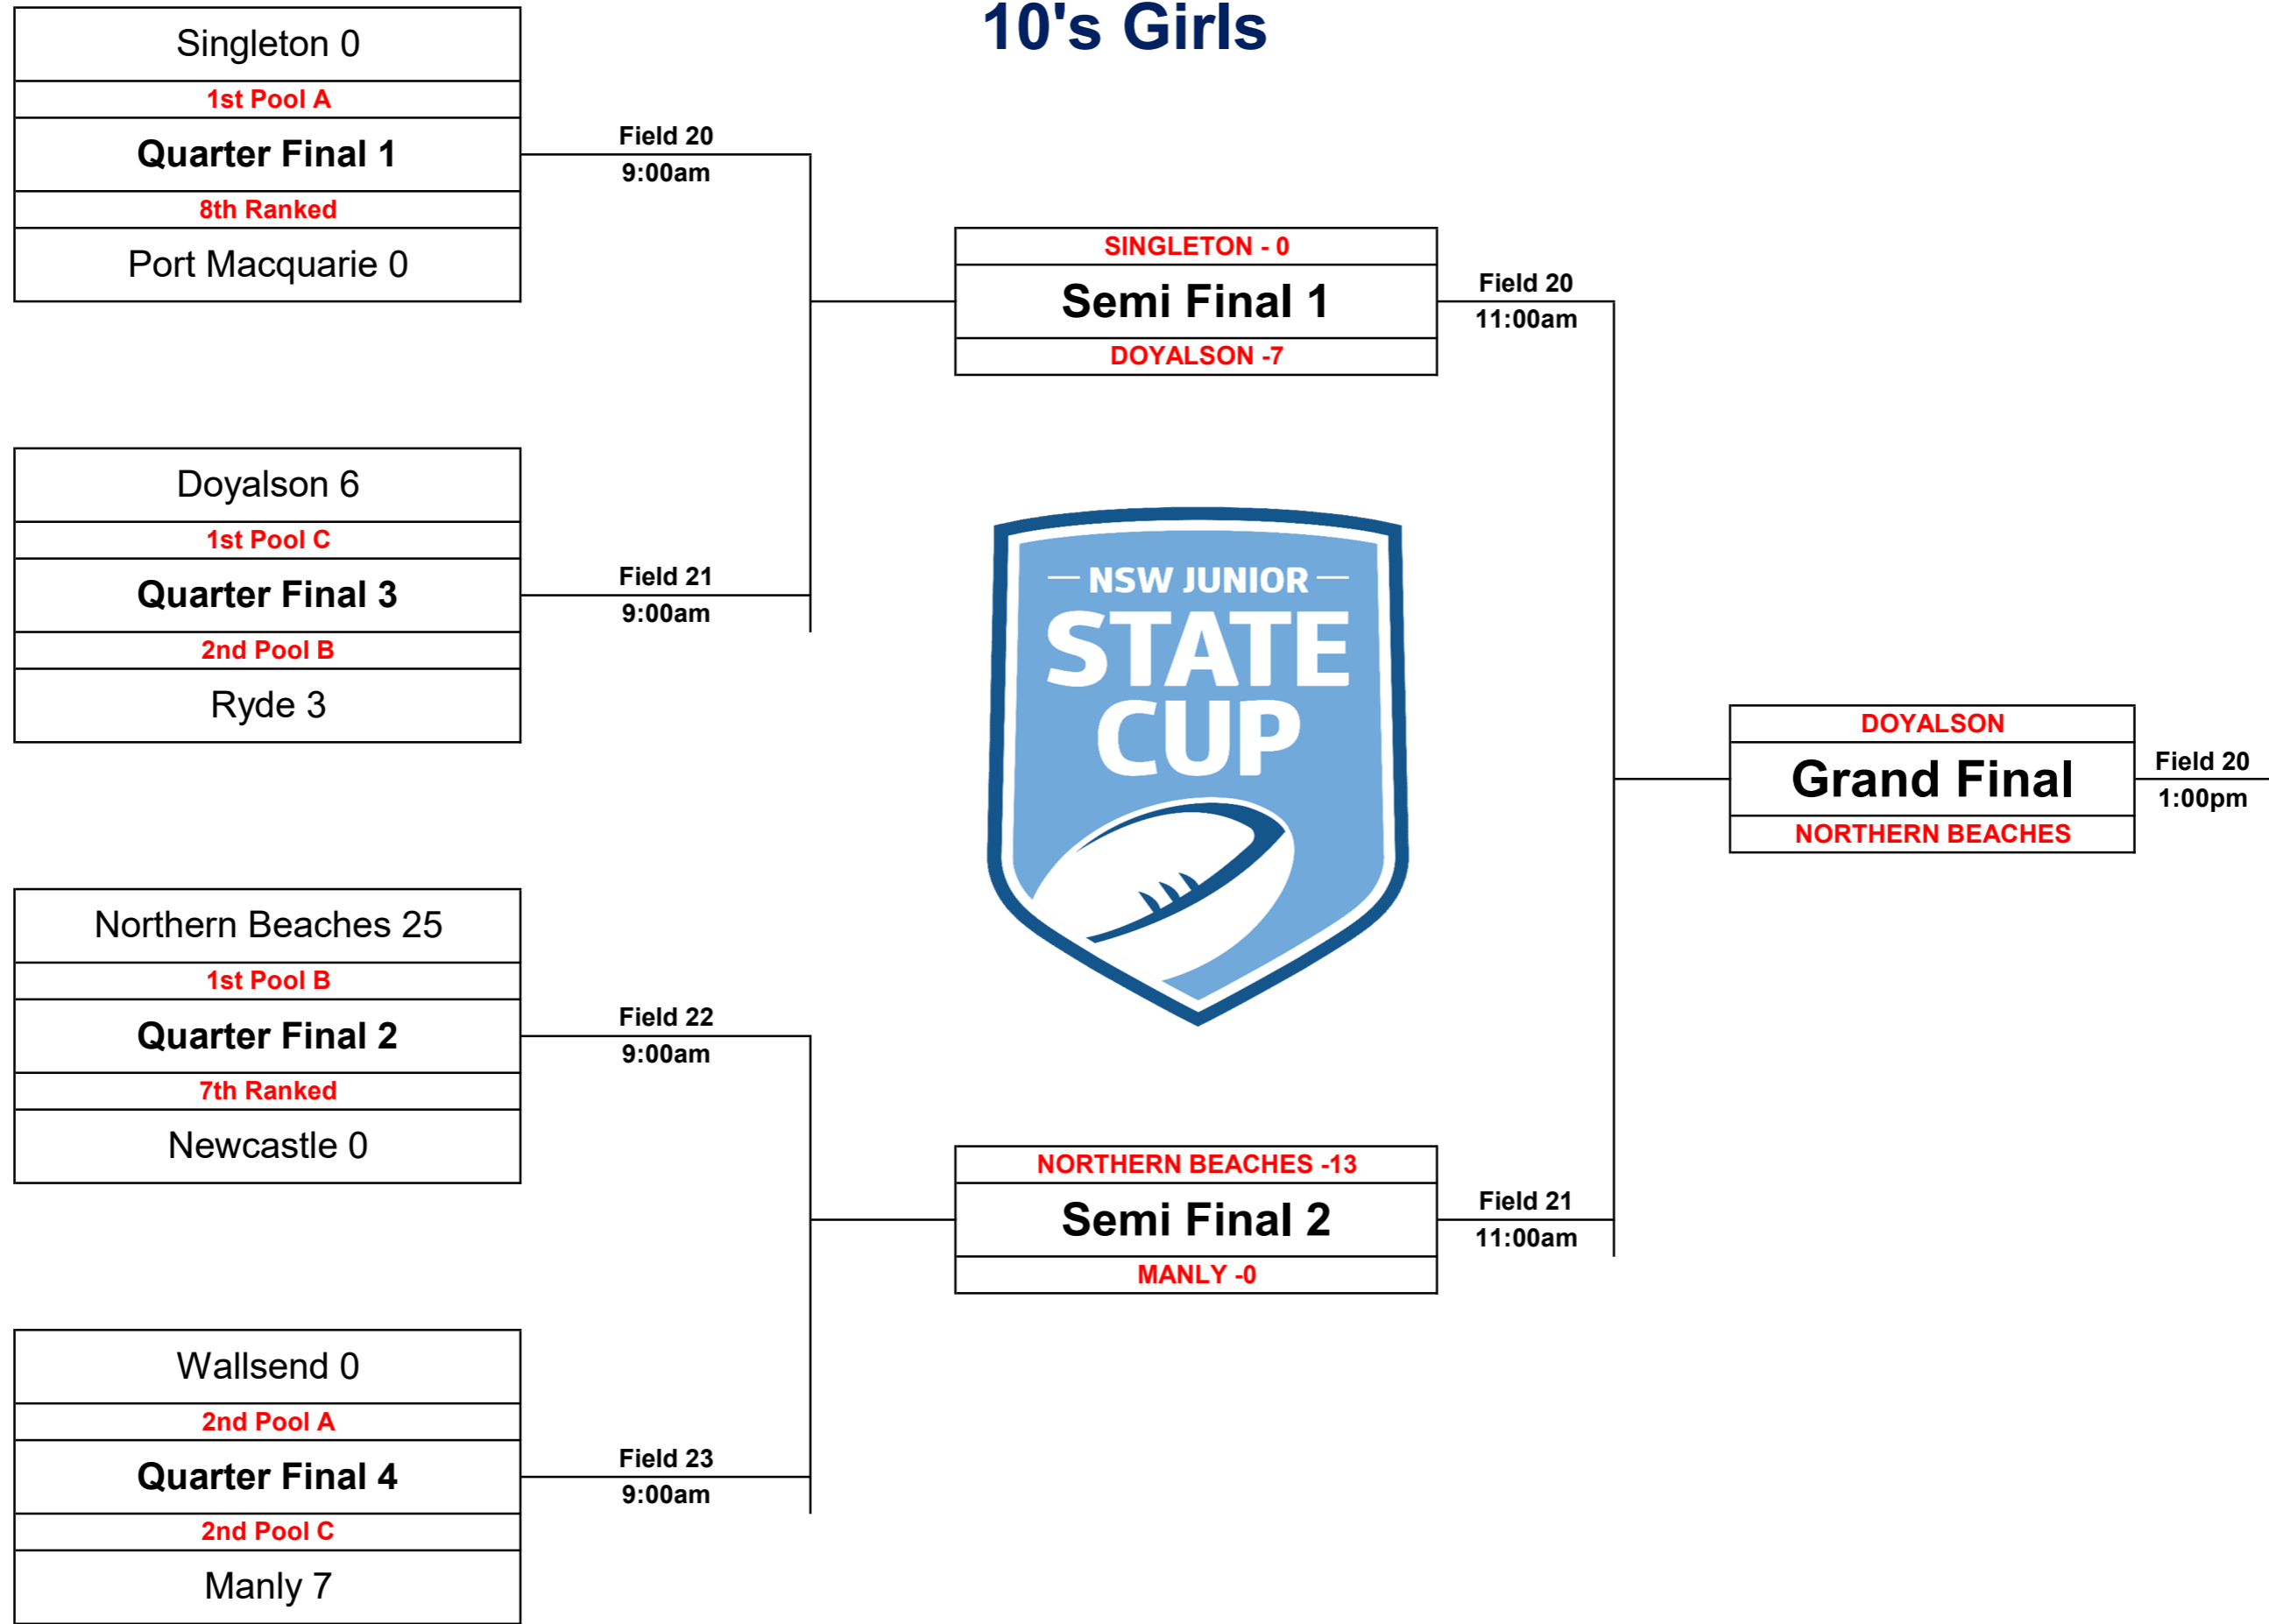 10's Girls
Singleton 0
1st Pool A
Quarter Final 1
8th Ranked
Port Macquarie 0
Field 20
9:00am
Doyalson 6
1st Pool C
Quarter Final 3
2nd Pool B
Ryde 3
Field 21
9:00am
Northern Beaches 25
1st Pool B
Quarter Final 2
7th Ranked
Newcastle 0
Field 22
9:00am
Wallsend 0
2nd Pool A
Quarter Final 4
2nd Pool C
Manly 7
Field 23
9:00am
SINGLETON - 0
Semi Final 1
DOYALSON -7
Field 20
11:00am
NSW JUNIOR
STATE
CUP
NORTHERN BEACHES -13
Semi Final 2
MANLY -0
Field 21
11:00am
DOYALSON
Grand Final
NORTHERN BEACHES
Field 20
1:00pm